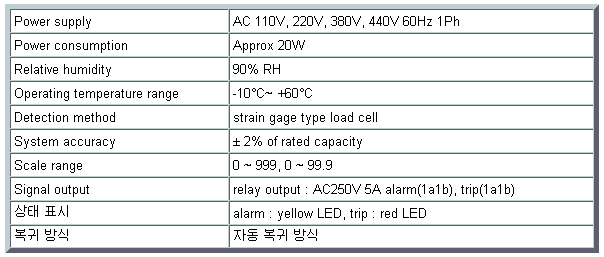 Power supply AC 110V, 220V, 380V, 440V 60Hz 1Ph
Power consumption Approx 20W
Relative humidity 90% RH
Operating temperature range -10°C~ +60°C
Detection method strain gage type load cell
System accuracy ± 2% of rated capacity
Scale range 0 ~ 999, 0 ~ 99.9
Signal output relay output : AC250V 5A alarm(1a1b), trip(1a1b)
상태 표시 alarm : yellow LED, trip : red LED
복귀 방식 자동 복귀 방식